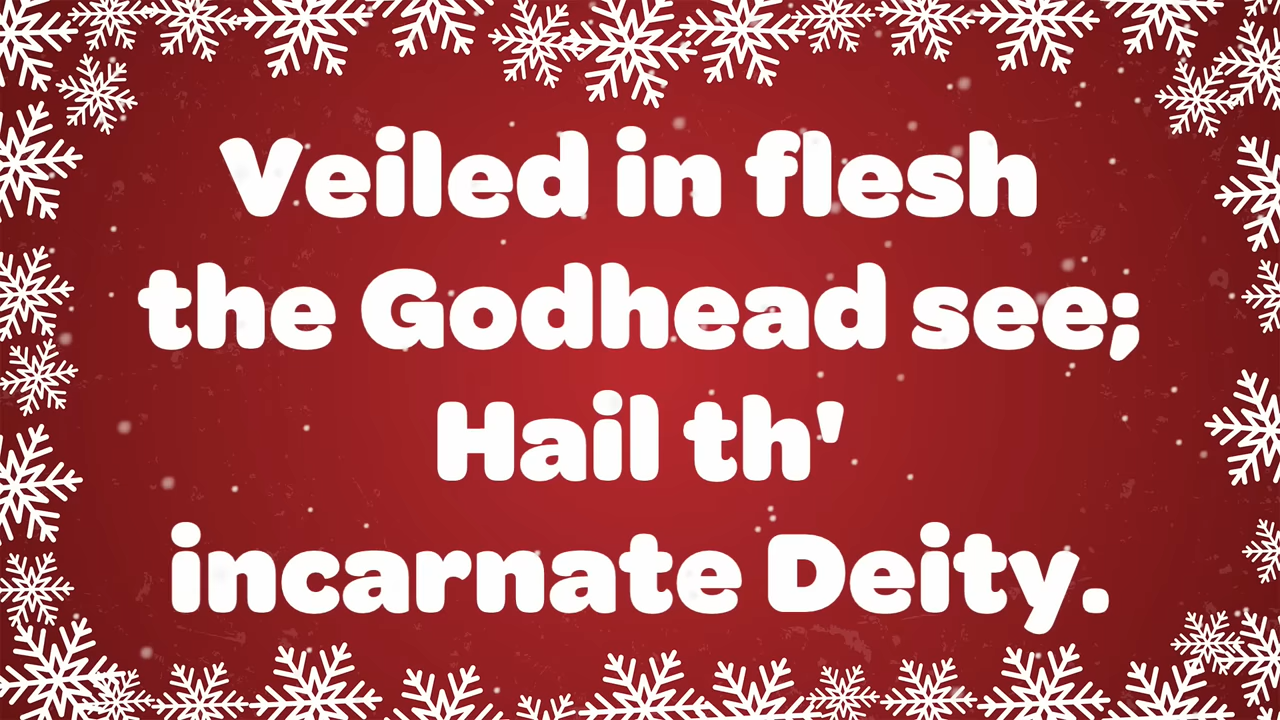 Veiled in flesh
the Godhead see;
Hail th'
incarnate Deity.